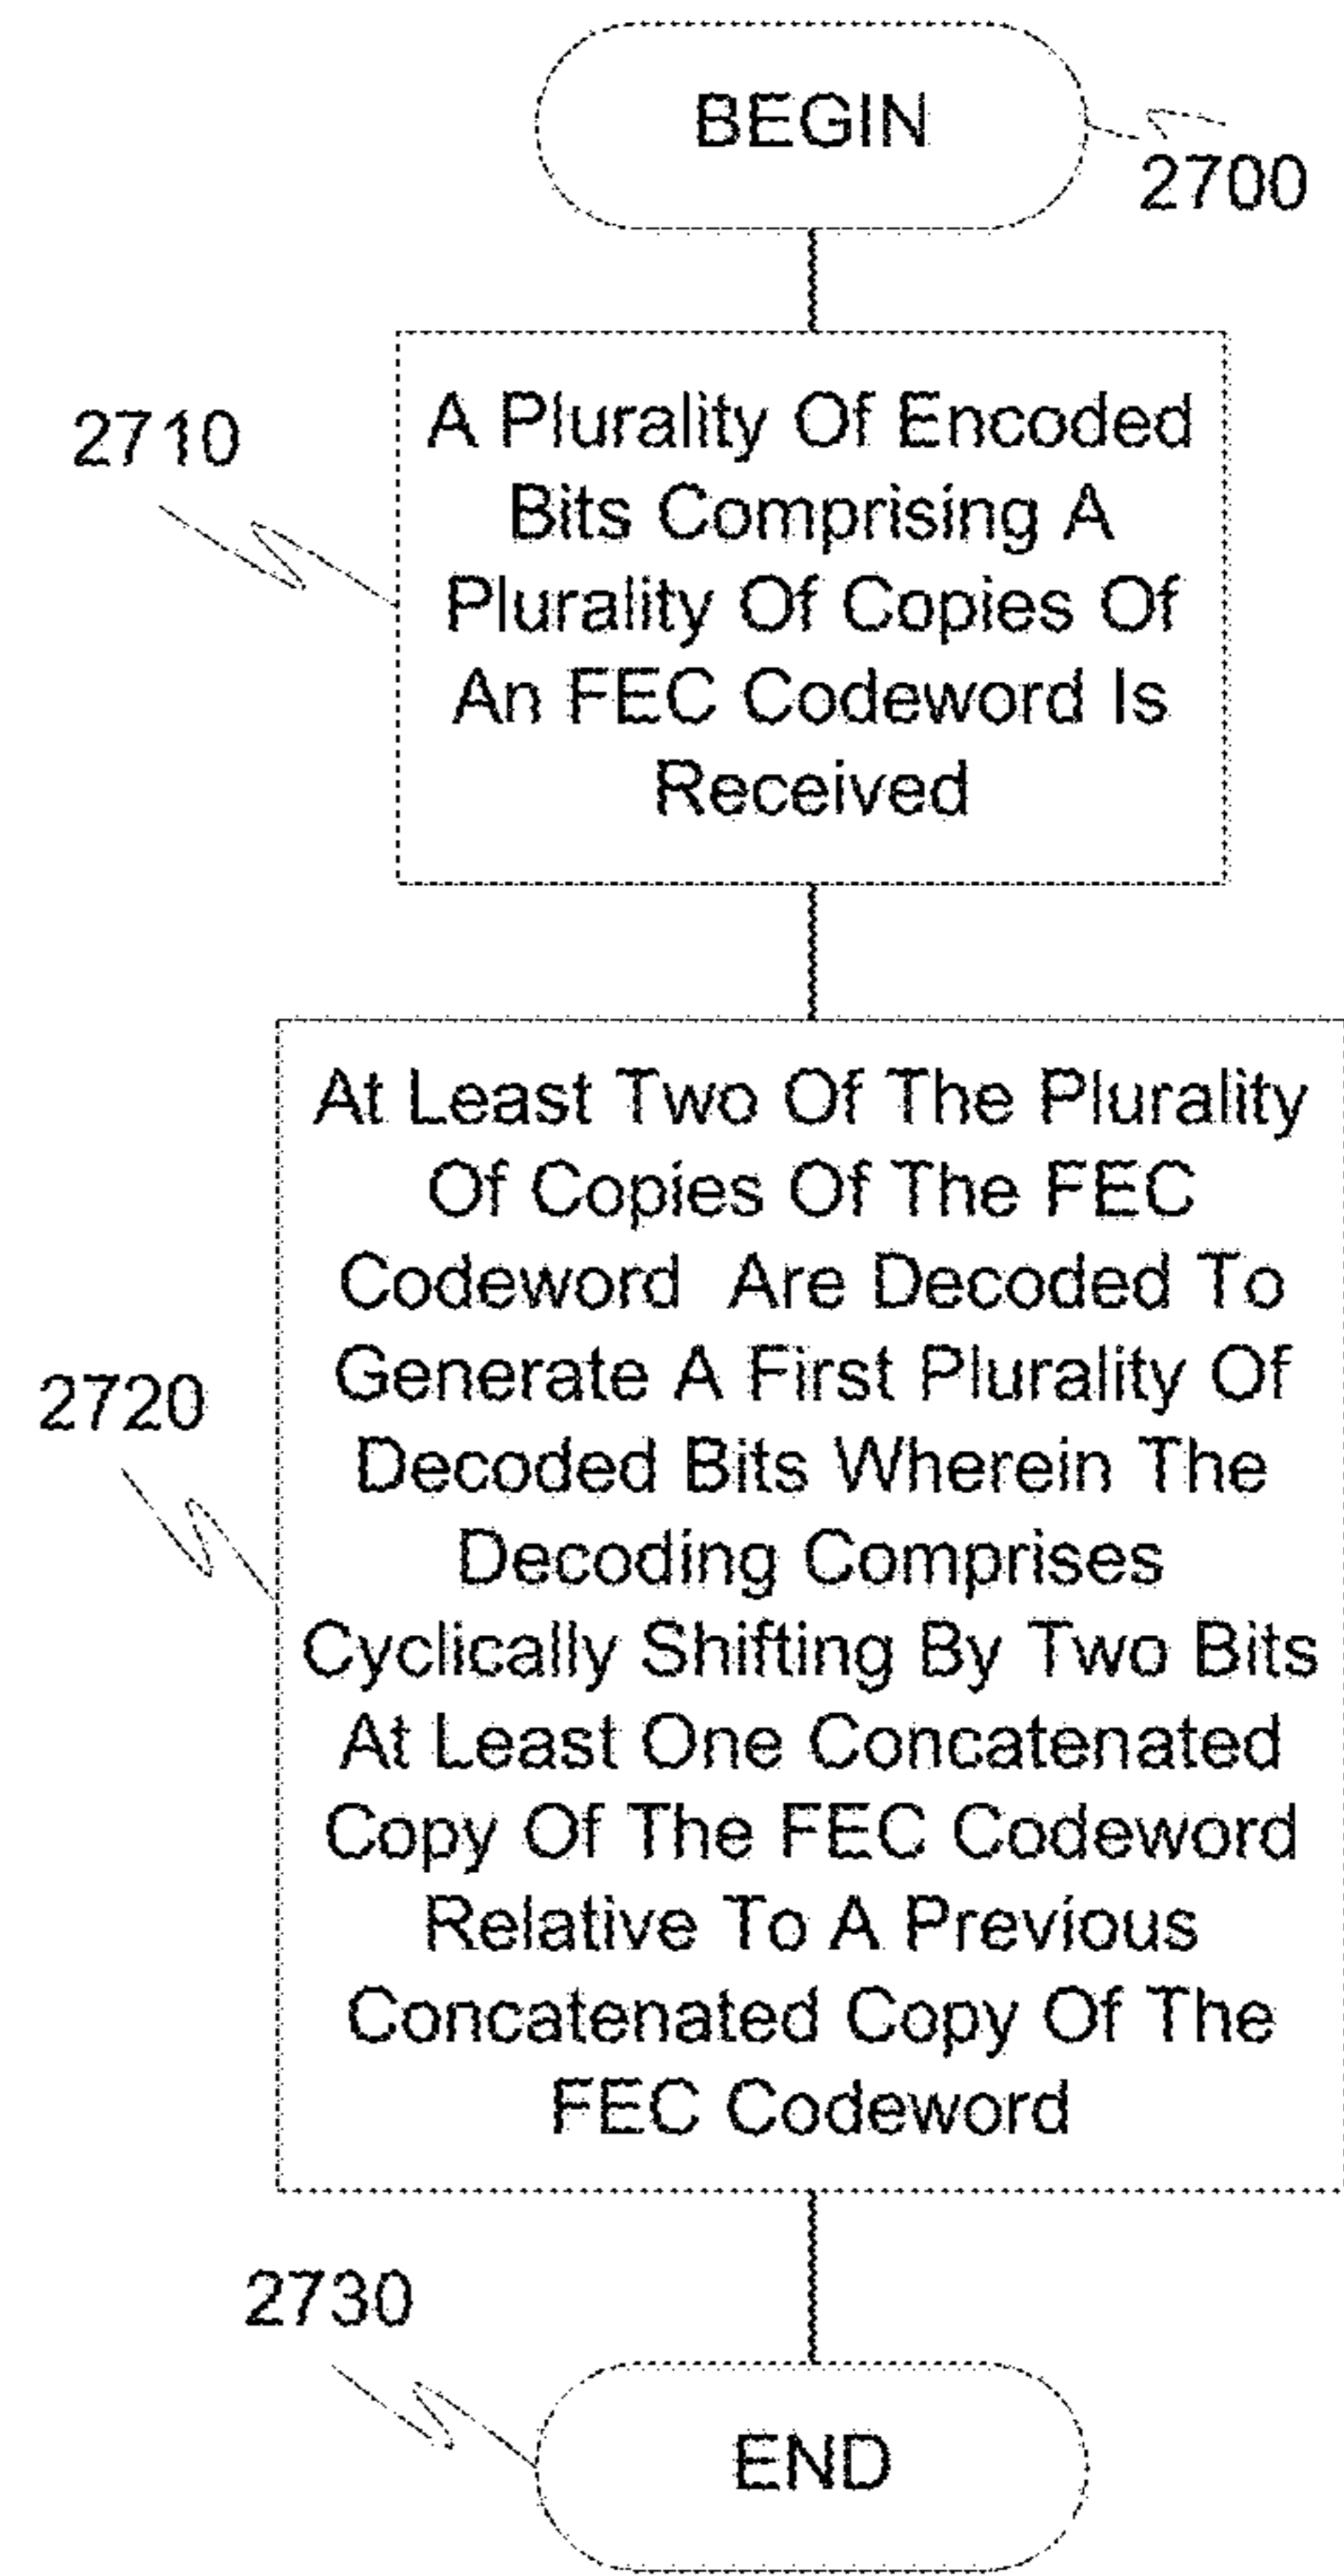 BEGIN
2700
2710
A Plurality Of Encoded
Bits Comprising A
Plurality Of Copies Of
An FEC Codeword Is
Received
At Least Two Of The Plurality
Of Copies Of The FEC
Codeword Are Decoded To
Generate A First Plurality Of
Decoded Bits Wherein The
Decoding Comprises
Cyclically Shifting By Two Bits
At Least One Concatenated
Copy Of The FEC Codeword
Relative To A Previous
Concatenated Copy Of The
FEC Codeword
2720
2730
END